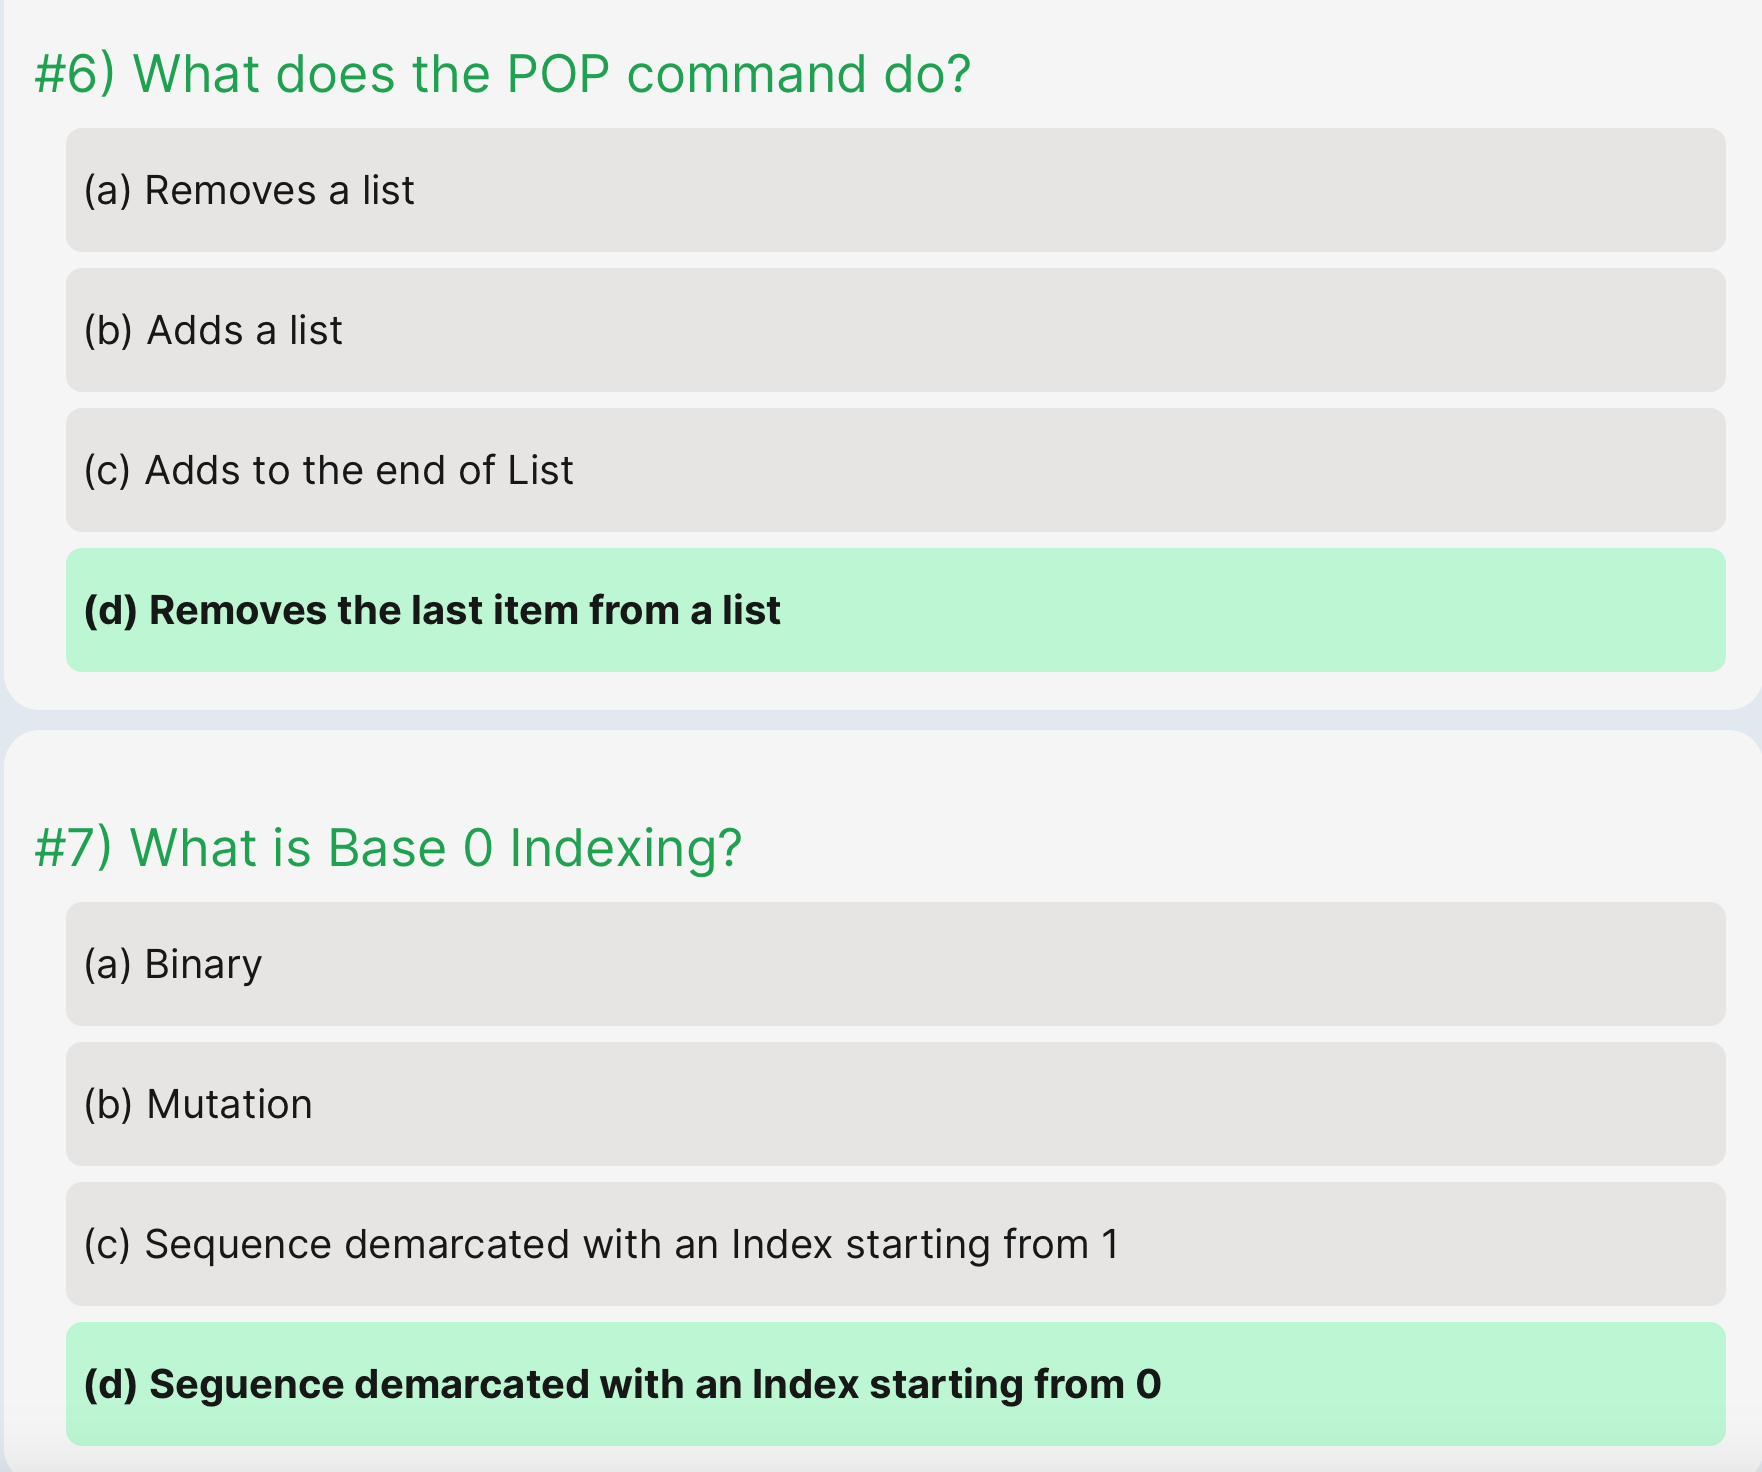 #6) What does the POP command do?
(a) Removes a list
(b) Adds a list
(c) Adds to the end of List
(d) Removes the last item from a list
#7) What is Base 0 Indexing?
(a) Binary
(b) Mutation
(c) Sequence demarcated with an Index starting from 1
(d) Seguence demarcated with an Index starting from 0